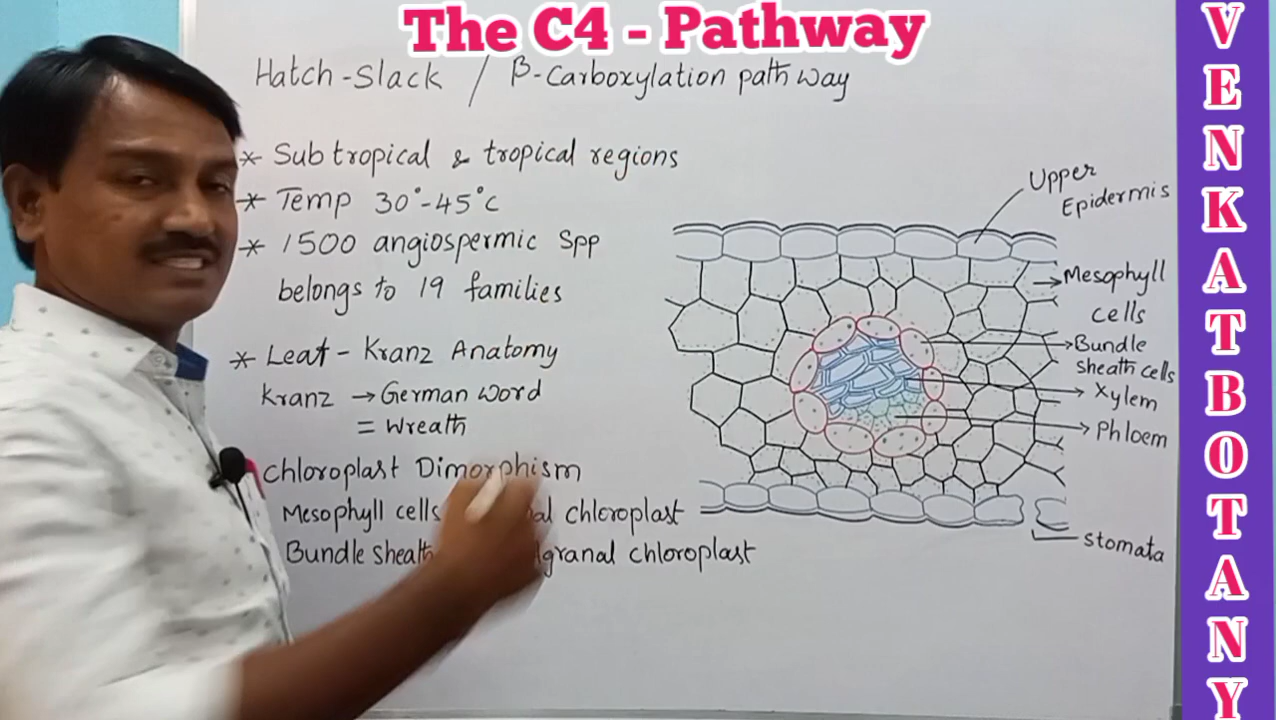 The C4 - Pathway
Hatch-Slack / β-Carboxylation pathway
* Subtropical & tropical regions
* Temp 30°-45°c
* 1500 angiospermic Spp
belongs to 19 families
* Leaf - Kranz Anatomy
Kranz → German word
= Wreath
Chloroplast Dimorphism
Mesophyll cells chloroplast
Bundle sheath chloroplast
Upper
Epidermis
Mesophyll
cells
Bundle
sheath cells
Xylem
Phloem
Stomata
VENKATBOTANY